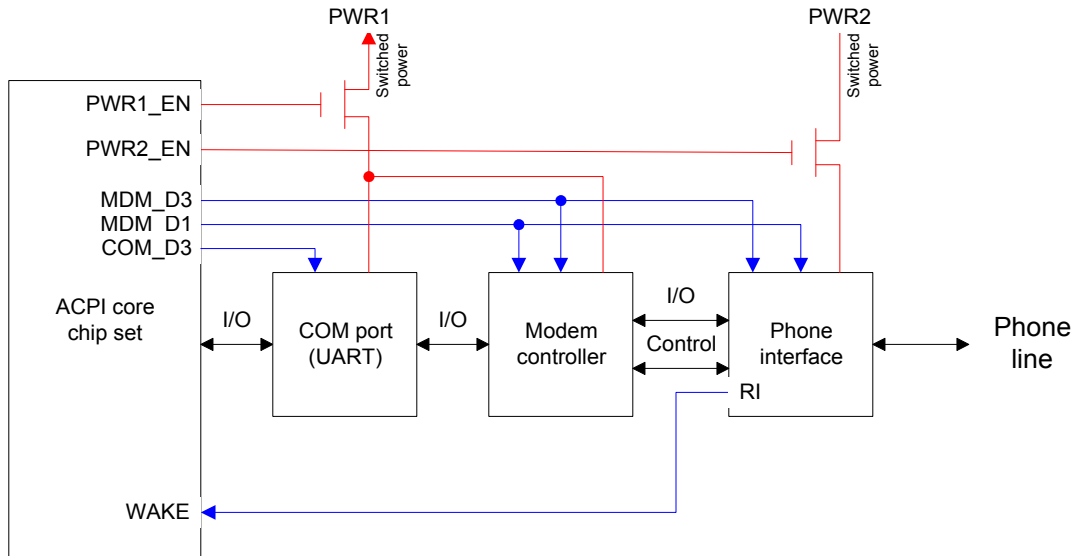 PWR1
PWR2
Switched
power
Switched
power
PWR1_EN
PWR2_EN
MDM_D3
MDM_D1
COM_D3
ACPI core
chip set
I/O
COM port
(UART)
I/O
Modem
controller
I/O
Control
Phone
interface
RI
Phone
line
WAKE